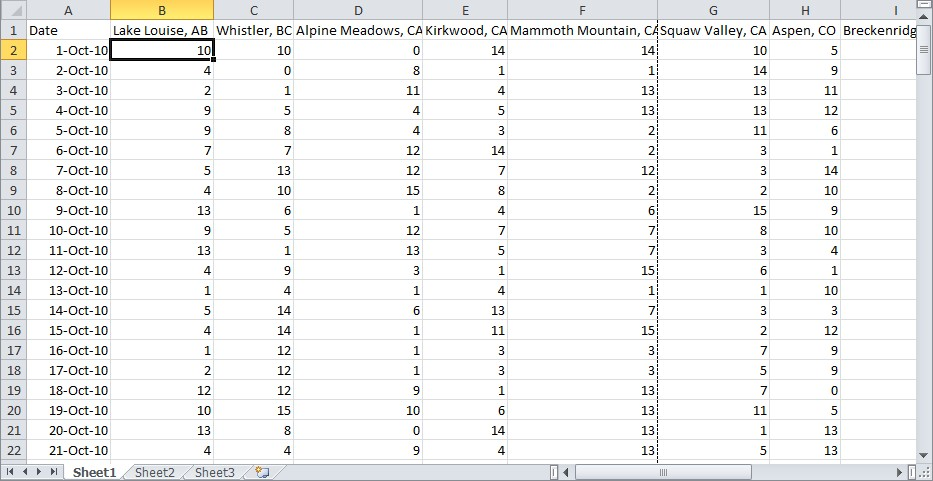 A B C D E F G H I
1 Date Lake Louise, AB Whistler, BC Alpine Meadows, CA Kirkwood, CA Mammoth Mountain, CA Squaw Valley, CA Aspen, CO Breckenridg
2 1-Oct-10 10 10 0 14 14 10 5
3 2-Oct-10 4 0 8 1 1 14 9
4 3-Oct-10 2 1 11 4 13 13 11
5 4-Oct-10 9 5 4 5 13 13 12
6 5-Oct-10 9 8 4 3 2 11 6
7 6-Oct-10 7 7 12 14 2 3 1
8 7-Oct-10 5 13 12 7 12 3 14
9 8-Oct-10 4 10 15 8 2 2 10
10 9-Oct-10 13 6 1 4 6 15 9
11 10-Oct-10 9 5 12 7 7 8 10
12 11-Oct-10 13 1 13 5 7 3 4
13 12-Oct-10 4 9 3 1 15 6 1
14 13-Oct-10 1 4 1 4 1 1 10
15 14-Oct-10 5 14 6 13 7 3 3
16 15-Oct-10 4 14 1 11 15 2 12
17 16-Oct-10 1 12 1 3 3 7 9
18 17-Oct-10 2 12 1 3 3 5 9
19 18-Oct-10 12 12 9 1 13 7 0
20 19-Oct-10 10 15 10 6 13 11 5
21 20-Oct-10 13 8 0 14 13 1 13
22 21-Oct-10 4 4 9 4 13 5 13
Sheet1 Sheet2 Sheet3